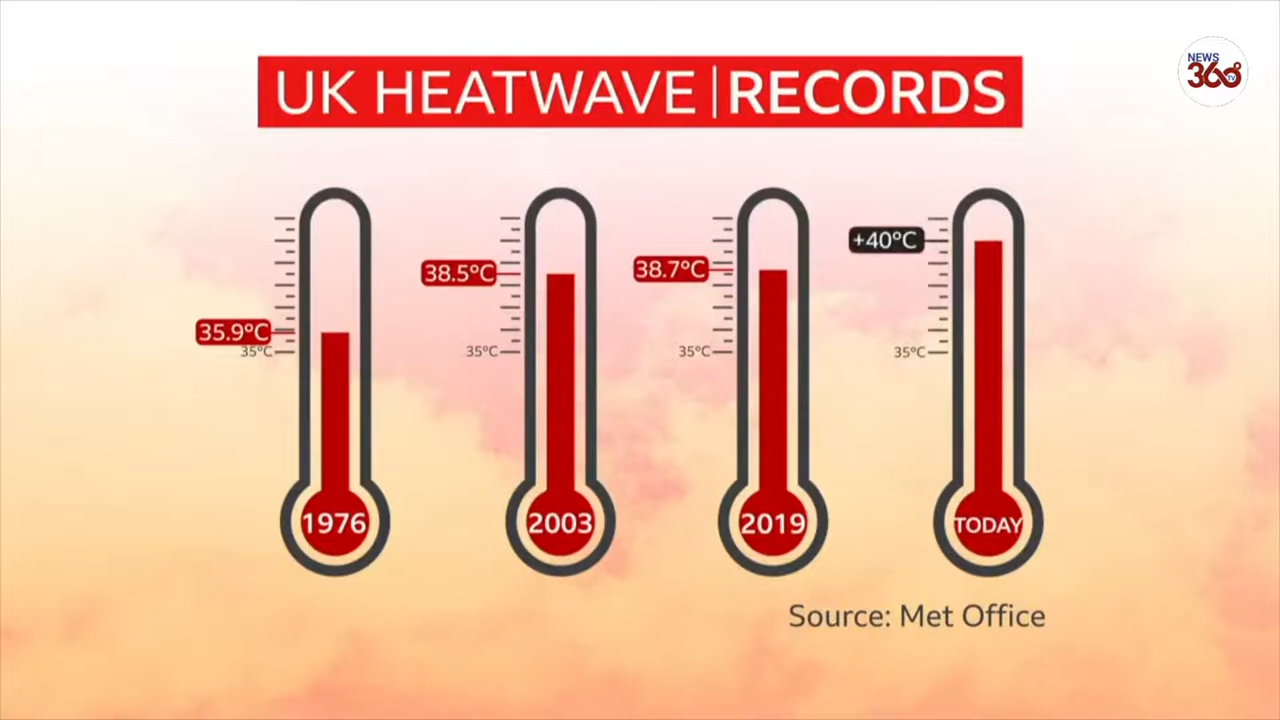 UK HEATWAVE | RECORDS
NEWS
360
TV
35.9°C
35°C
1976
38.5°C
35°C
2003
38.7°C
35°C
2019
+40°C
35°C
TODAY
Source: Met Office